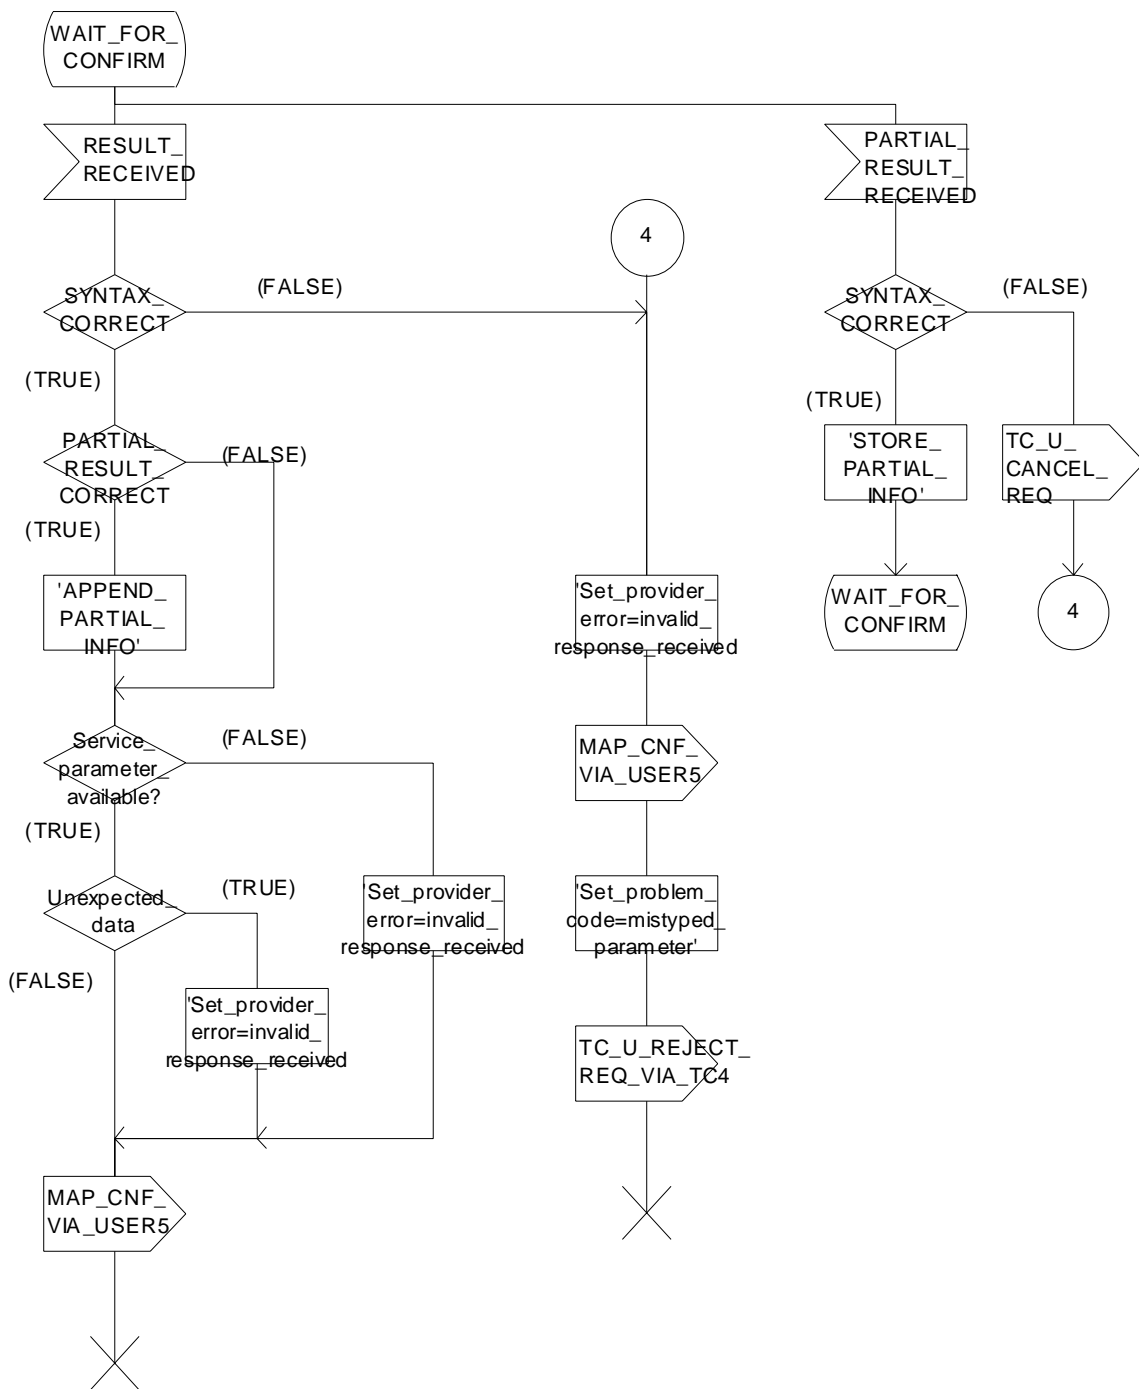 WAIT_FOR_
CONFIRM
RESULT_
RECEIVED
PARTIAL_
RESULT_
RECEIVED
4
SYNTAX_
CORRECT
(FALSE)
SYNTAX_
CORRECT
(FALSE)
(TRUE)
(TRUE)
PARTIAL_
RESULT_
CORRECT
(FALSE)
'STORE_
PARTIAL_
INFO'
TC_U_
CANCEL_
REQ
(TRUE)
'APPEND_
PARTIAL_
INFO'
'Set_provider_
error=invalid_
response_received
WAIT_FOR_
CONFIRM
4
Service_
parameter_
available?
(FALSE)
MAP_CNF_
VIA_USER5
(TRUE)
Unexpected_
data
(TRUE)
'Set_provider_
error=invalid_
response_received
'Set_problem_
code=mistyped_
parameter'
(FALSE)
'Set_provider_
error=invalid_
response_received
TC_U_REJECT_
REQ_VIA_TC4
MAP_CNF_
VIA_USER5